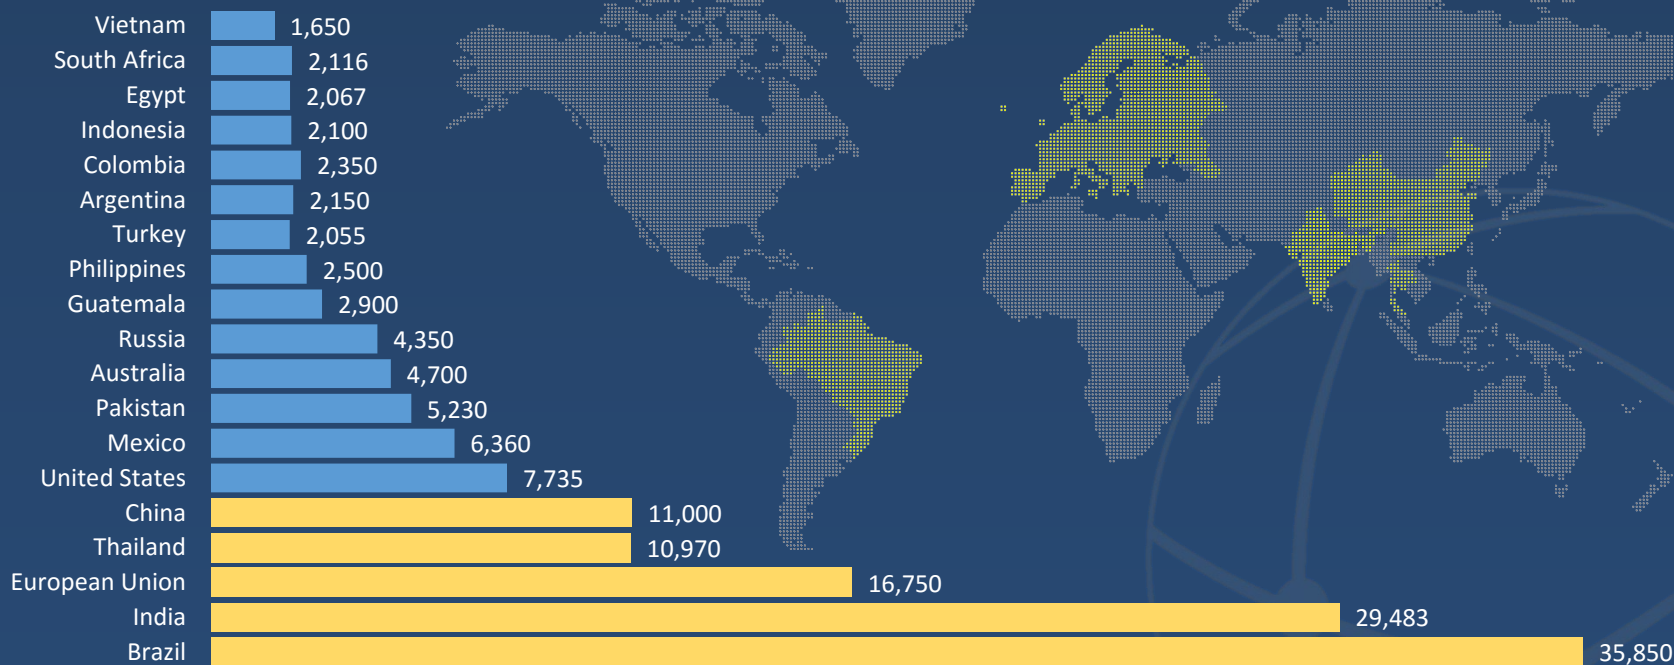 Vietnam 1,650
South Africa 2,116
Egypt 2,067
Indonesia 2,100
Colombia 2,350
Argentina 2,150
Turkey 2,055
Philippines 2,500
Guatemala 2,900
Russia 4,350
Australia 4,700
Pakistan 5,230
Mexico 6,360
United States 7,735
China 11,000
Thailand 10,970
European Union 16,750
India 29,483
Brazil 35,850